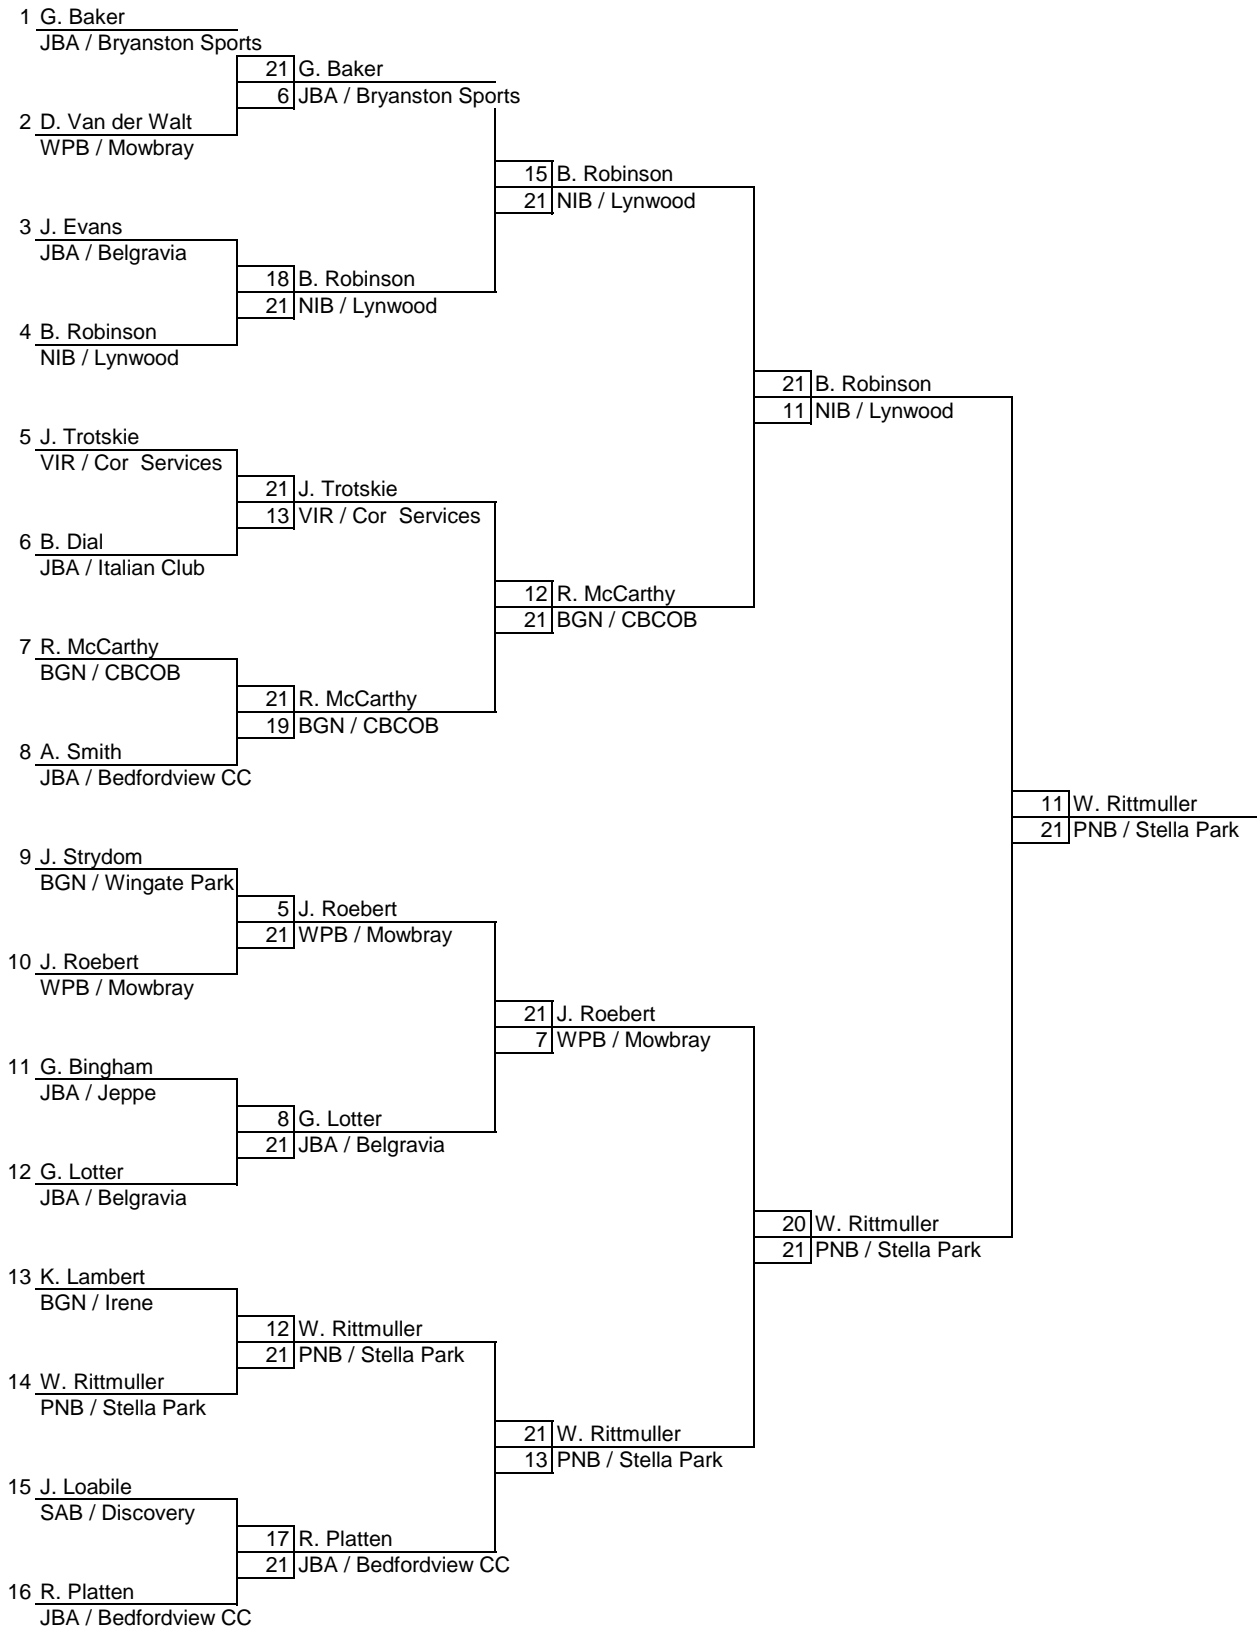 1 G. Baker
JBA / Bryanston Sports
21 G. Baker
6 JBA / Bryanston Sports
2 D. Van der Walt
WPB / Mowbray
15 B. Robinson
21 NIB / Lynwood
3 J. Evans
JBA / Belgravia
18 B. Robinson
21 NIB / Lynwood
4 B. Robinson
NIB / Lynwood
21 B. Robinson
11 NIB / Lynwood
5 J. Trotskie
VIR / Cor  Services
21 J. Trotskie
13 VIR / Cor  Services
6 B. Dial
JBA / Italian Club
12 R. McCarthy
21 BGN / CBCOB
7 R. McCarthy
BGN / CBCOB
21 R. McCarthy
19 BGN / CBCOB
8 A. Smith
JBA / Bedfordview CC
11 W. Rittmuller
21 PNB / Stella Park
9 J. Strydom
BGN / Wingate Park
5 J. Roebert
21 WPB / Mowbray
10 J. Roebert
WPB / Mowbray
21 J. Roebert
7 WPB / Mowbray
11 G. Bingham
JBA / Jeppe
8 G. Lotter
21 JBA / Belgravia
12 G. Lotter
JBA / Belgravia
20 W. Rittmuller
21 PNB / Stella Park
13 K. Lambert
BGN / Irene
12 W. Rittmuller
21 PNB / Stella Park
14 W. Rittmuller
PNB / Stella Park
21 W. Rittmuller
13 PNB / Stella Park
15 J. Loabile
SAB / Discovery
17 R. Platten
21 JBA / Bedfordview CC
16 R. Platten
JBA / Bedfordview CC